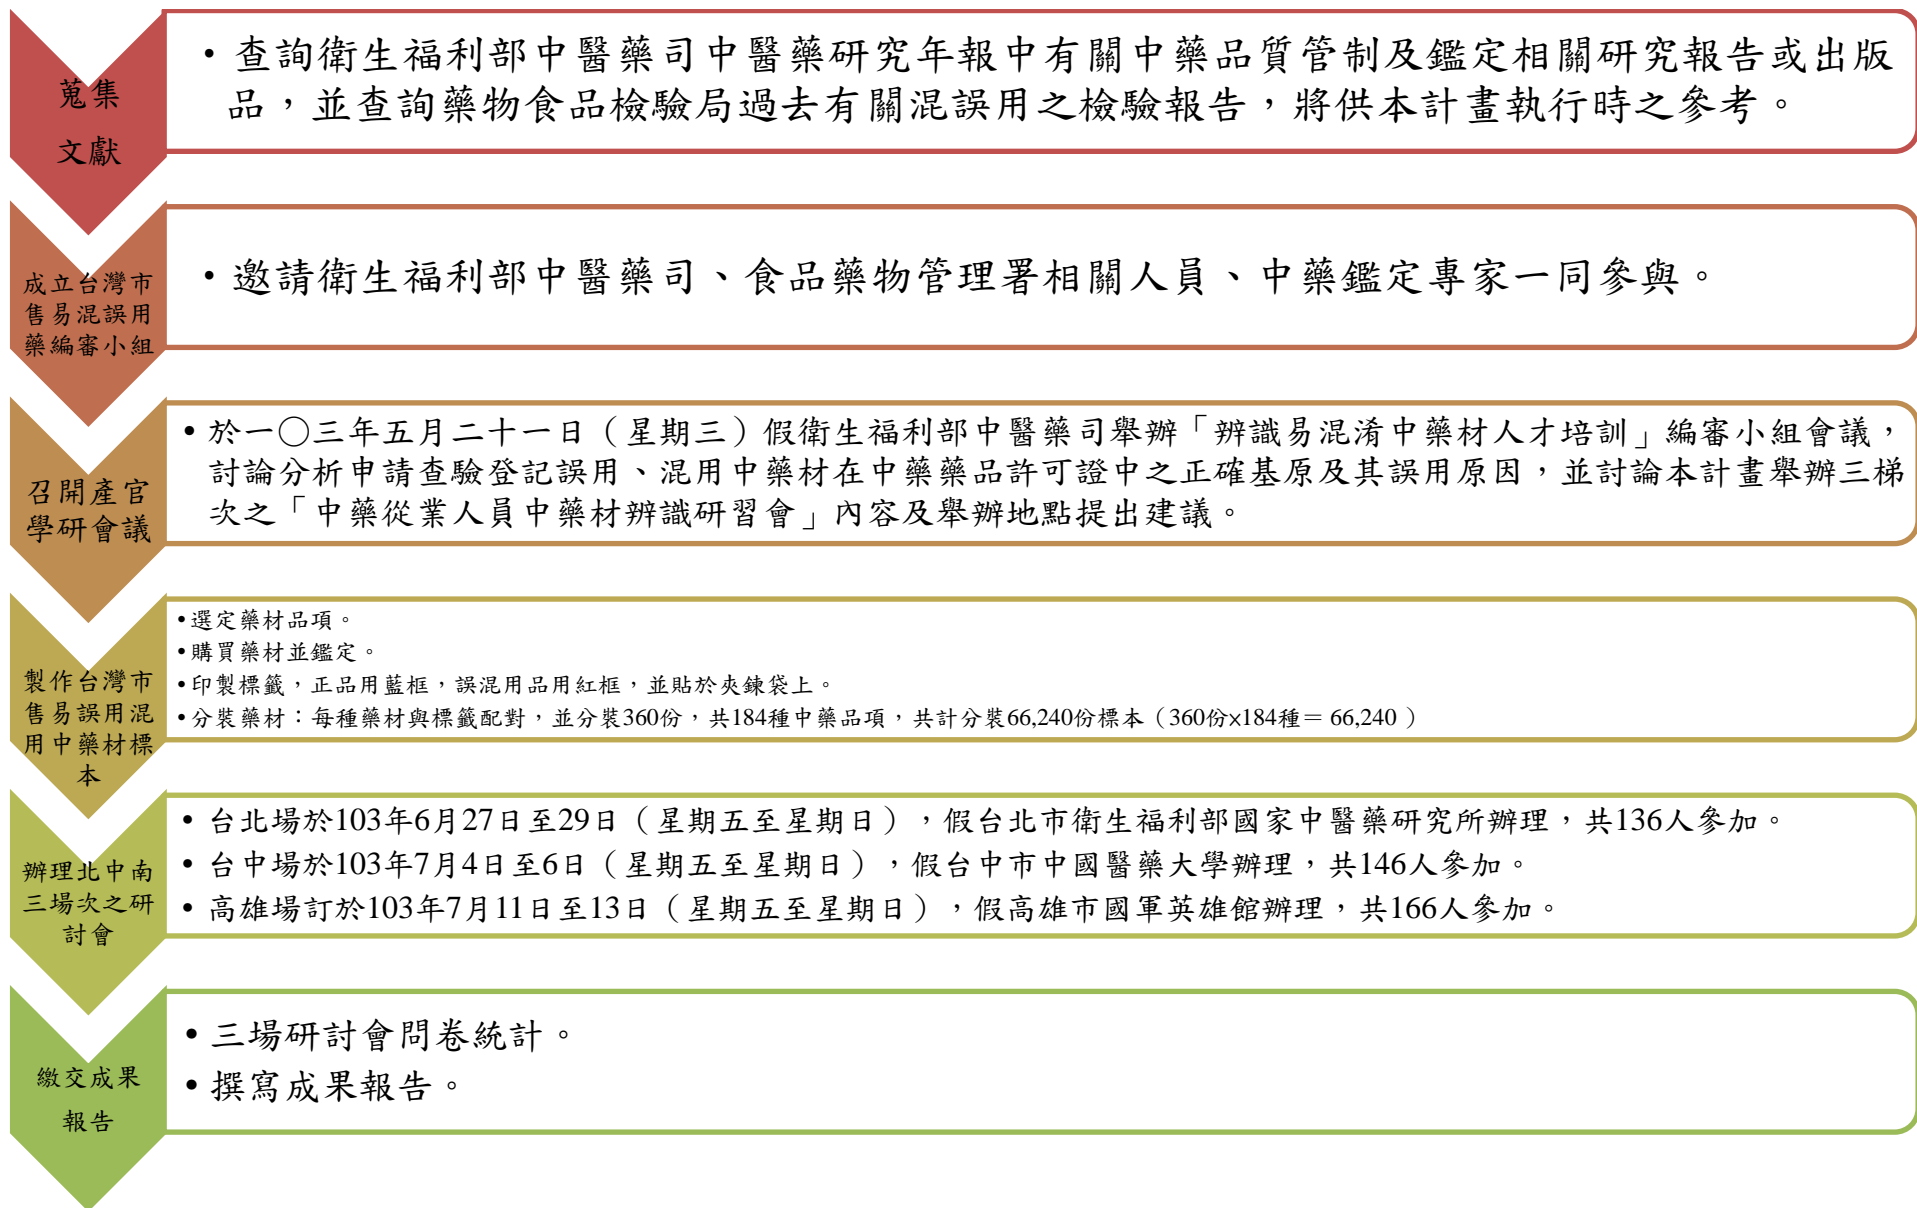 蒐集
文獻
•查詢衛生福利部中醫藥司中醫藥研究年報中有關中藥品質管制及鑑定相關研究報告或出版
品，並查詢藥物食品檢驗局過去有關混誤用之檢驗報告，將供本計畫執行時之參考。
成立台灣市
售易混誤用
藥編審小組
•邀請衛生福利部中醫藥司、食品藥物管理署相關人員、中藥鑑定專家一同參與。
召開產官
學研會議
•於一〇三年五月二十一日（星期三）假衛生福利部中醫藥司舉辦「辨識易混淆中藥材人才培訓」編審小組會議，
討論分析申請查驗登記誤用、混用中藥材在中藥藥品許可證中之正確基原及其誤用原因，並討論本計畫舉辦三梯
次之「中藥從業人員中藥材辨識研習會」內容及舉辦地點提出建議。
製作台灣市
售易誤用混
用中藥材標
本
•選定藥材品項。
•購買藥材並鑑定。
•印製標籤，正品用藍框，誤混用品用紅框，並貼於夾鍊袋上。
•分裝藥材：每種藥材與標籤配對，並分裝360份，共184種中藥品項，共計分裝66,240份標本（360份×184種＝ 66,240 ）
辦理北中南
三場次之研
討會
•台北場於103年6月27日至29日（星期五至星期日），假台北市衛生福利部國家中醫藥研究所辦理，共136人參加。
•台中場於103年7月4日至6日（星期五至星期日），假台中市中國醫藥大學辦理，共146人參加。
•高雄場訂於103年7月11日至13日（星期五至星期日），假高雄市國軍英雄館辦理，共166人參加。
繳交成果
報告
•三場研討會問卷統計。
•撰寫成果報告。